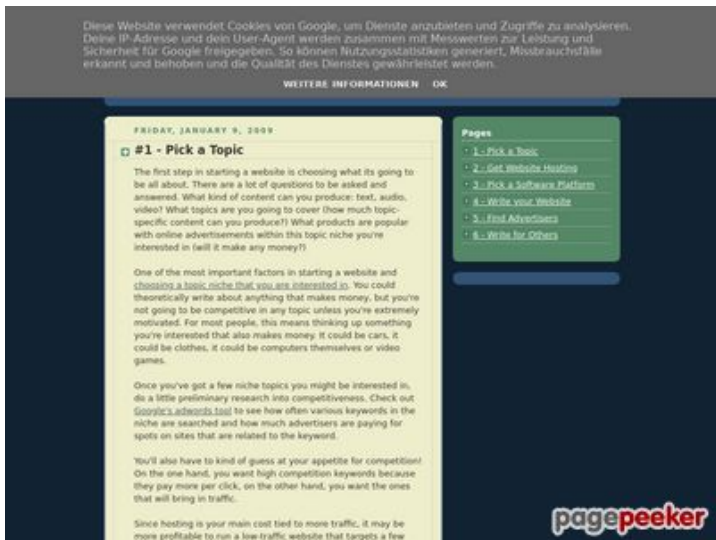 Diese Website verwendet Cookies von Google, um Dienste anzubieten und Zugriffe zu analysieren.
Deine IP-Adresse und dein User-Agent werden zusammen mit Messwerten zur Leistung und
Sicherheit für Google freigegeben. So können Nutzungsstatistiken generiert, Missbrauchsfälle
erkannt und behoben und die Qualität des Dienstes gewährleistet werden.
WEITERE INFORMATIONEN OK
FRIDAY, JANUARY 9, 2009
#1 - Pick a Topic
The first step in starting a website is choosing what its going to
be all about. There are a lot of questions to be asked and
answered. What kind of content can you produce: text, audio,
video? What topics are you going to cover (how much topic-
specific content can you produce?) What products are popular
with online advertisements within this topic niche you're
interested in (will it make any money?)
One of the most important factors in starting a website and
choosing a topic niche that you are interested in. You could
theoretically write about anything that makes money, but you're
not going to be competitive in any topic unless you're extremely
motivated. For most people, this means thinking up something
you're interested that also makes money. It could be cars, it
could be clothes, it could be computers themselves or video
games.
Once you've got a few niche topics you might be interested in,
do a little preliminary research into competitiveness. Check out
Google's adwords tool to see how often various keywords in the
niche are searched and how much advertisers are paying for
spots on sites that are related to the keyword.
You'll also have to kind of guess at your appetite for competition!
On the one hand, you want high competition keywords because
they pay more per click, on the other hand, you want the ones
that will bring in traffic.
Since hosting is your main cost tied to more traffic, it may be
more profitable to run a low-traffic website that targets a few
Pages
1 - Pick a Topic
2 - Get Website Hosting
3 - Pick a Software Platform
4 - Write your Website
5 - Find Advertisers
6 - Write for Others
pagepeeker